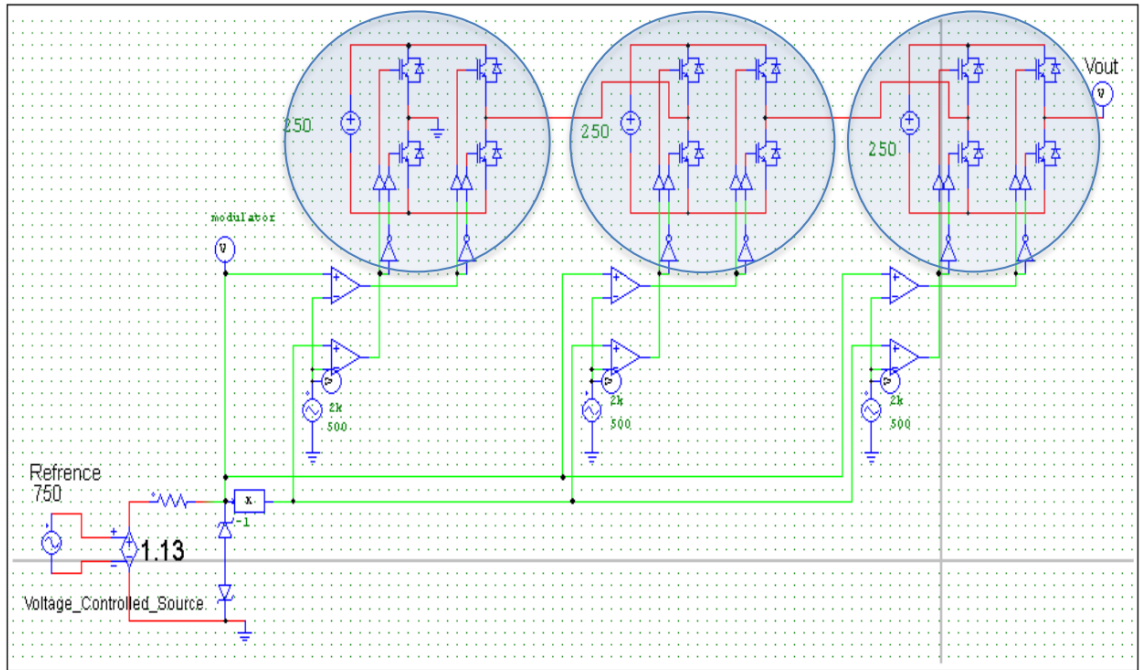 Vout
V
250
250
250
modulator
V
V
2k
500
V
2k
500
V
2k
500
Refrence
750
x
-1
1.13
Voltage_Controlled_Source